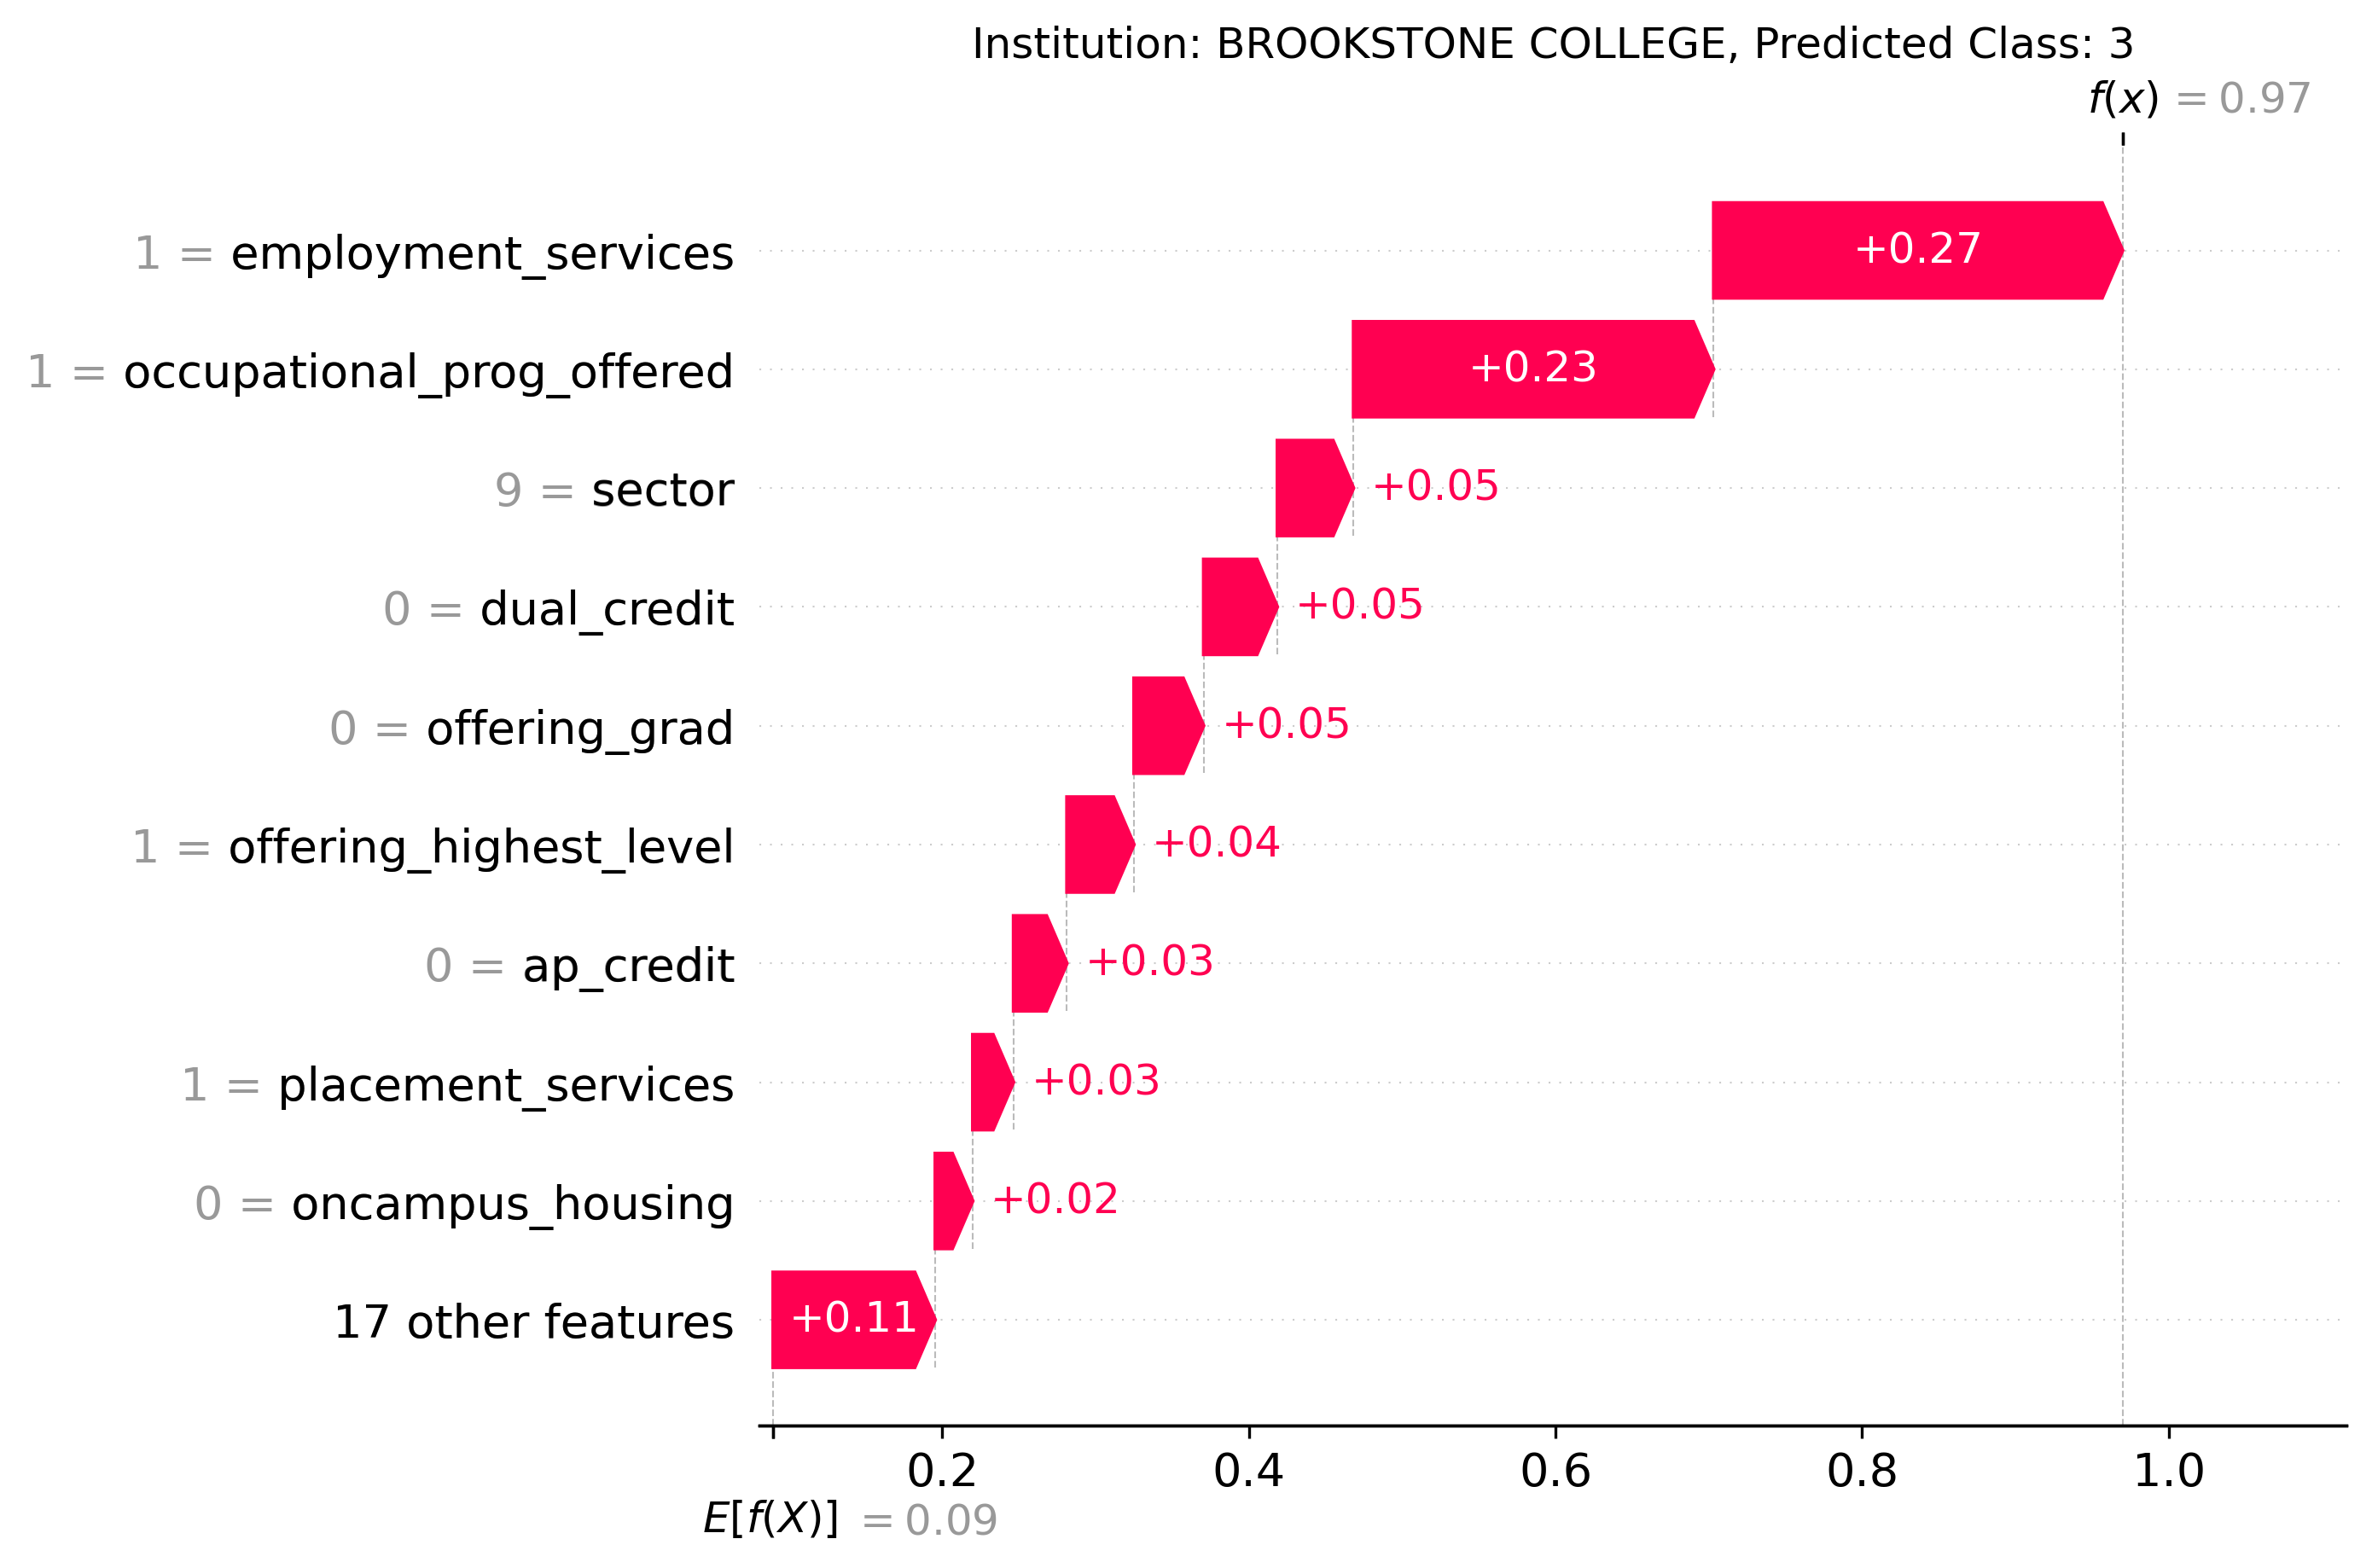 Institution: BROOKSTONE COLLEGE, Predicted Class: 3
f(x) = 0.97
1 = employment_services +0.27
1 = occupational_prog_offered +0.23
9 = sector +0.05
0 = dual_credit +0.05
0 = offering_grad +0.05
1 = offering_highest_level +0.04
0 = ap_credit +0.03
1 = placement_services +0.03
0 = oncampus_housing +0.02
17 other features +0.11
0.2 0.4 0.6 0.8 1.0
E[f(X)] = 0.09